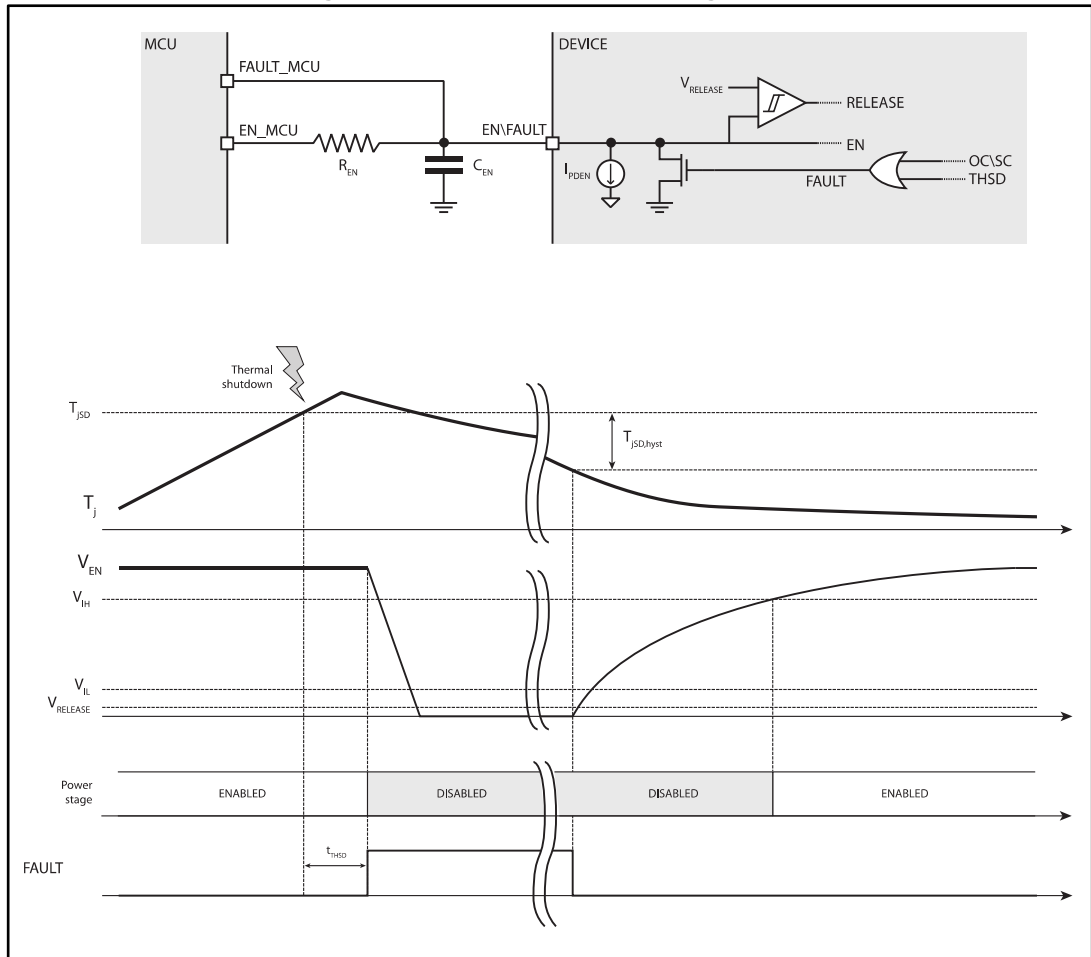 MCU
DEVICE
FAULT_MCU
V_RELEASE
RELEASE
EN_MCU
EN\FAULT
EN
R_EN
C_EN
I_PDEN
FAULT
OC\SC
THSD
Thermal
shutdown
T_jSD
T_jSD,hyst
T_j
V_EN
V_IH
V_IL
V_RELEASE
Power
stage
ENABLED
DISABLED
DISABLED
ENABLED
t_THSD
FAULT